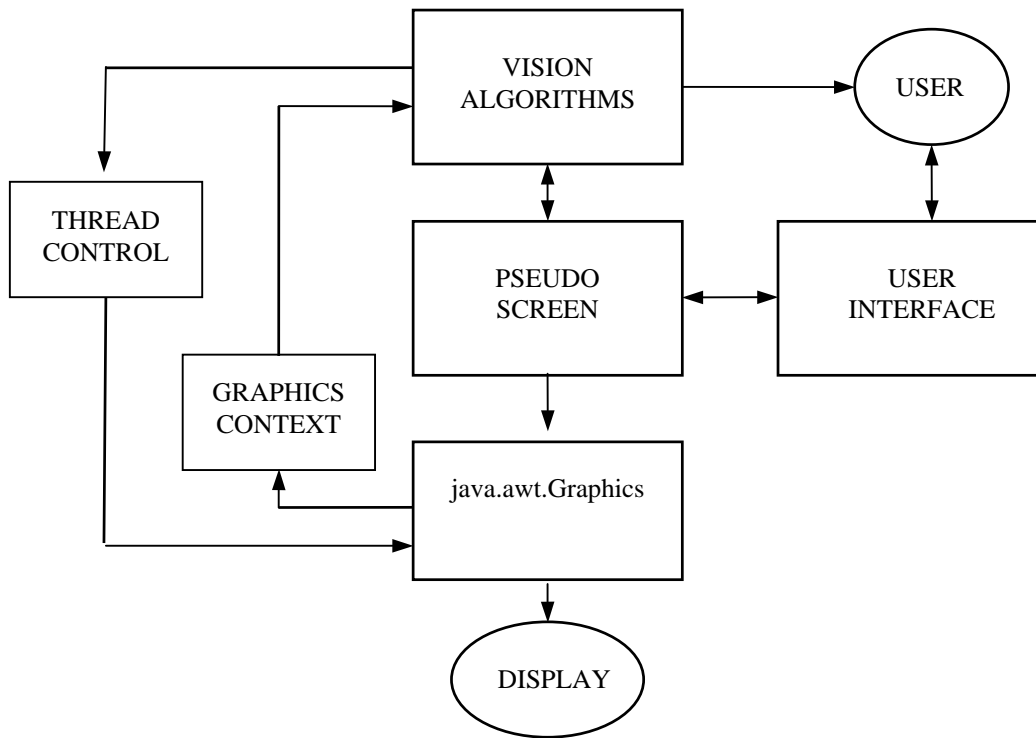 VISION
ALGORITHMS
USER
THREAD
CONTROL
PSEUDO
SCREEN
USER
INTERFACE
GRAPHICS
CONTEXT
java.awt.Graphics
DISPLAY